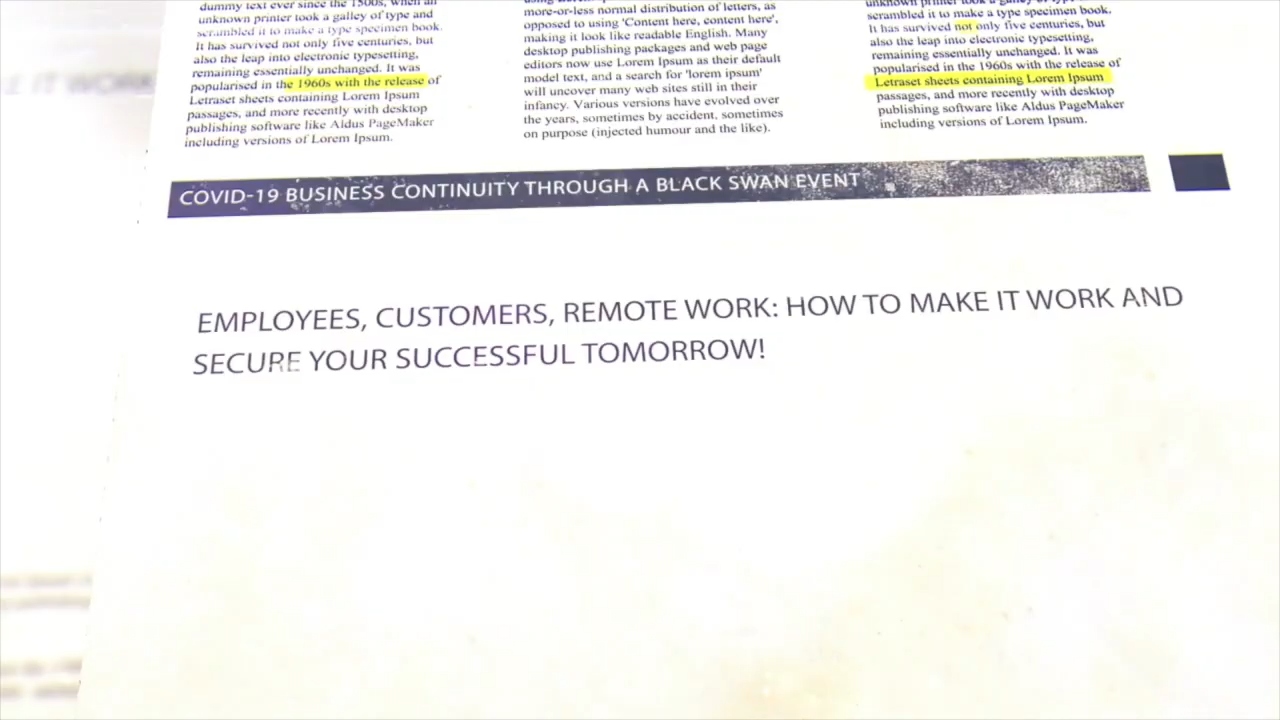 dummy text ever since the 1500s, when an
unknown printer took a galley of type and
scrambled it to make a type specimen book.
It has survived not only five centuries, but
also the leap into electronic typesetting,
remaining essentially unchanged. It was
popularised in the 1960s with the release of
Letraset sheets containing Lorem Ipsum
passages, and more recently with desktop
publishing software like Aldus PageMaker
including versions of Lorem Ipsum.
more-or-less normal distribution of letters, as
opposed to using 'Content here, content here',
making it look like readable English. Many
desktop publishing packages and web page
editors now use Lorem Ipsum as their default
model text, and a search for 'lorem ipsum'
will uncover many web sites still in their
infancy. Various versions have evolved over
the years, sometimes by accident, sometimes
on purpose (injected humour and the like).
unknown printer took a galley of type
scrambled it to make a type specimen book.
It has survived not only five centuries, but
also the leap into electronic typesetting,
remaining essentially unchanged. It was
popularised in the 1960s with the release of
Letraset sheets containing Lorem Ipsum
passages, and more recently with desktop
publishing software like Aldus PageMaker
including versions of Lorem Ipsum.
COVID-19 BUSINESS CONTINUITY THROUGH A BLACK SWAN EVENT
EMPLOYEES, CUSTOMERS, REMOTE WORK: HOW TO MAKE IT WORK AND
SECURE YOUR SUCCESSFUL TOMORROW!